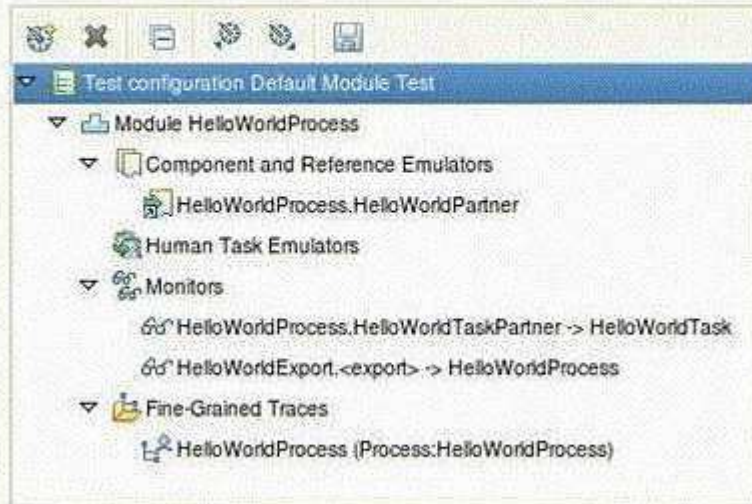 Test configuration Default Module Test
Module HelloWorldProcess
Component and Reference Emulators
HelloWorldProcess.HelloWorldPartner
Human Task Emulators
Monitors
HelloWorldProcess.HelloWorldTaskPartner -> HelloWorldTask
HelloWorldExport.<export> -> HelloWorldProcess
Fine-Grained Traces
HelloWorldProcess (Process:HelloWorldProcess)